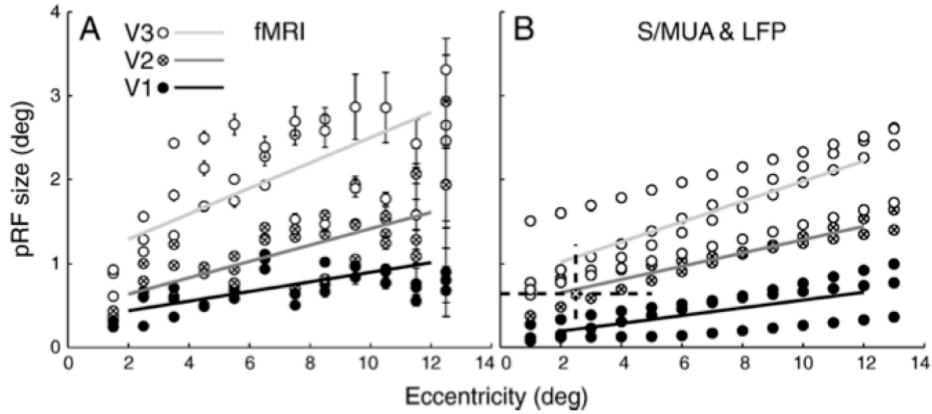 A
fMRI
V3
V2
V1
B
S/MUA & LFP
pRF size (deg)
4
3
2
1
0
0 2 4 6 8 10 12 14
0 2 4 6 8 10 12 14
Eccentricity (deg)